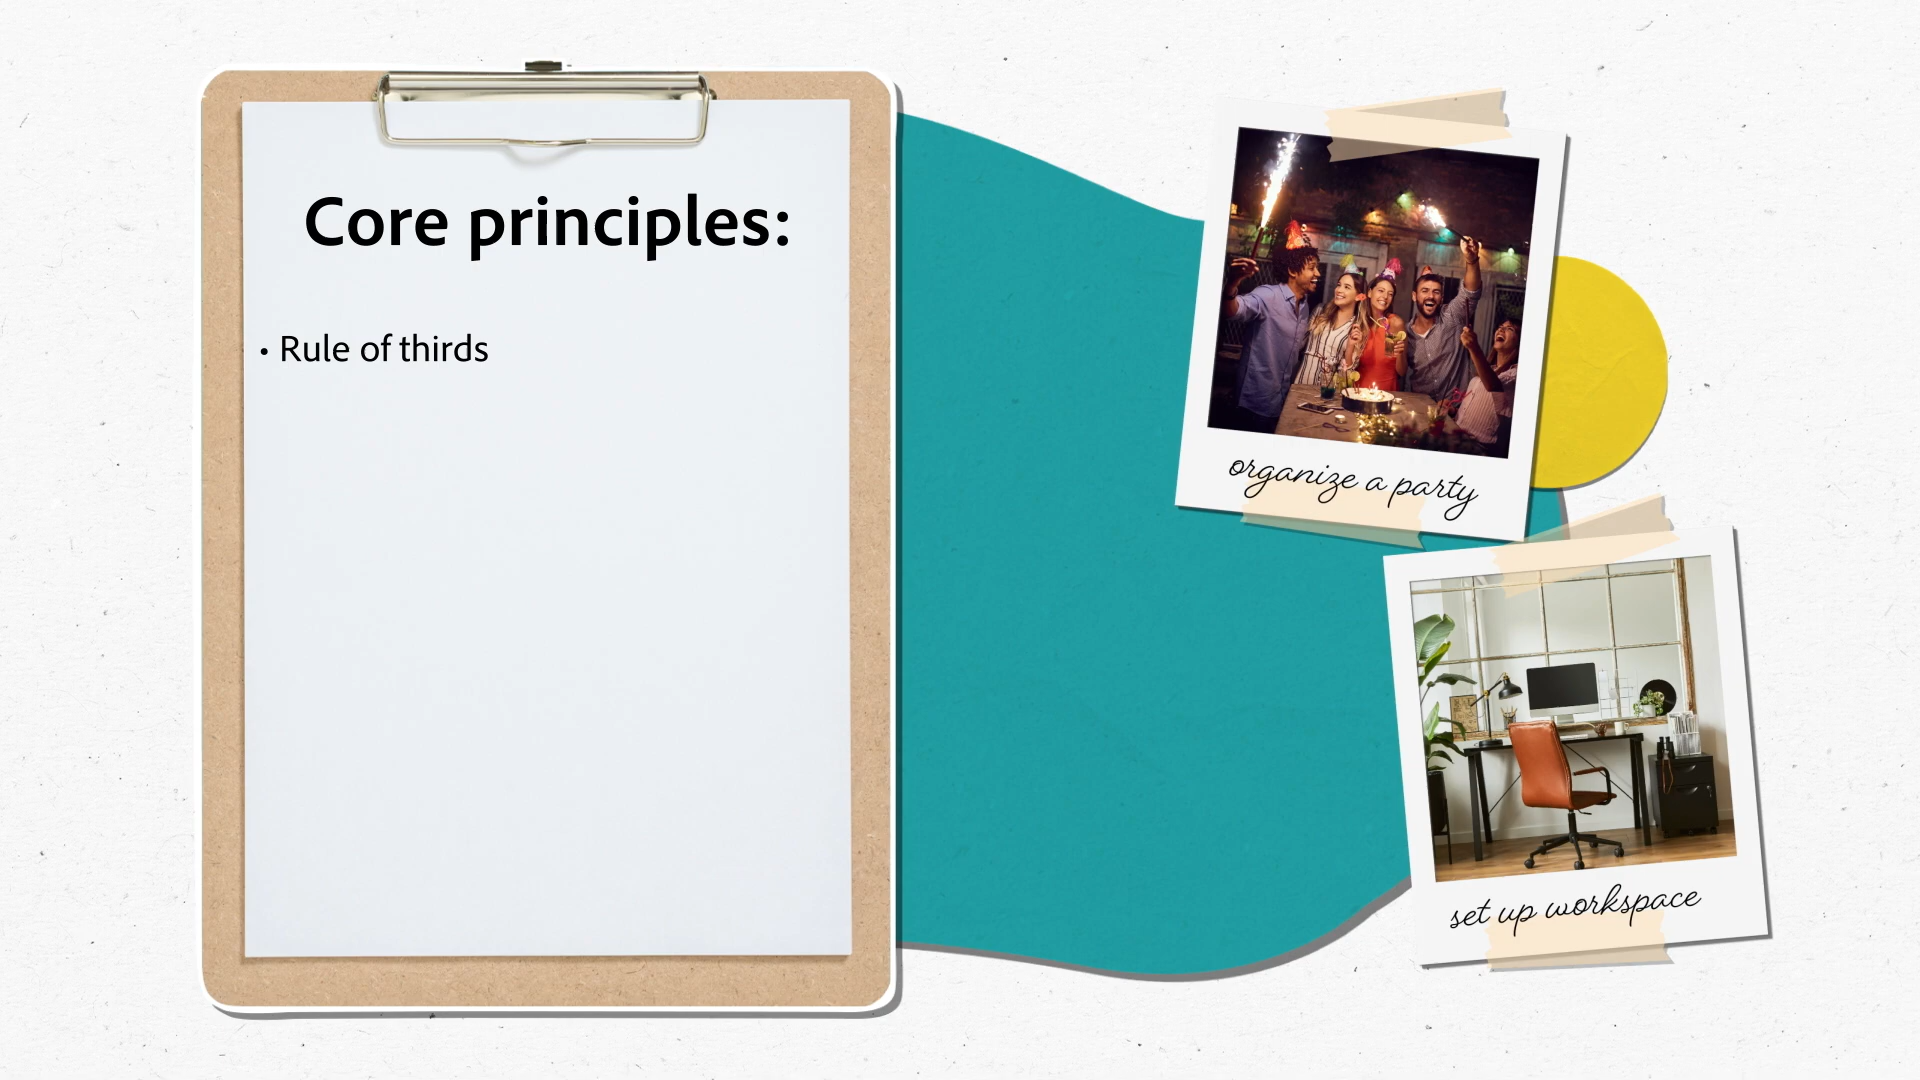 Core principles:
• Rule of thirds
organize a party
set up workspace